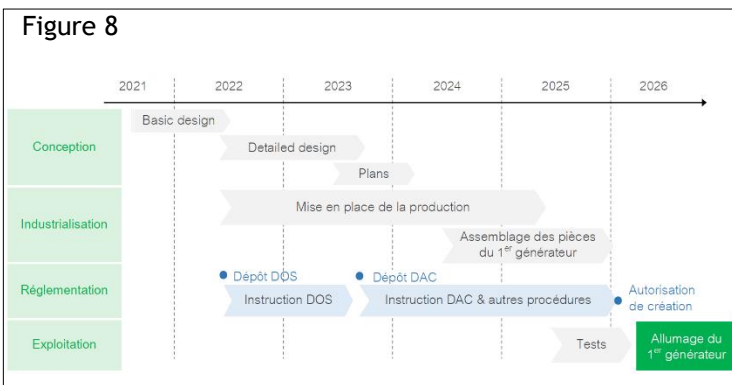 Figure 8
2021 2022 2023 2024 2025 2026
Conception
Basic design
Detailed design
Plans
Industrialisation
Mise en place de la production
Assemblage des pièces
du 1er générateur
Réglementation
Dépôt DOS
Dépôt DAC
Instruction DOS
Instruction DAC & autres procédures
Autorisation
de création
Exploitation
Tests
Allumage du
1er générateur